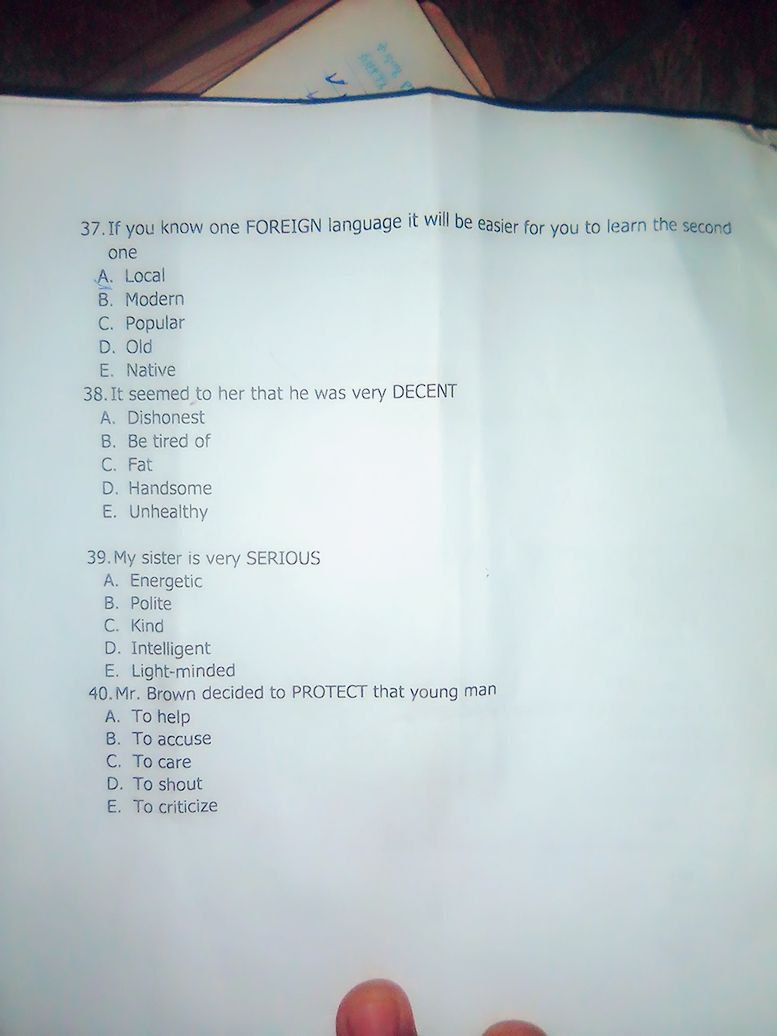 37. If you know one FOREIGN language it will be easier for you to learn the second
one
A. Local
B. Modern
C. Popular
D. Old
E. Native
38. It seemed to her that he was very DECENT
A. Dishonest
B. Be tired of
C. Fat
D. Handsome
E. Unhealthy
39. My sister is very SERIOUS
A. Energetic
B. Polite
C. Kind
D. Intelligent
E. Light-minded
40. Mr. Brown decided to PROTECT that young man
A. To help
B. To accuse
C. To care
D. To shout
E. To criticize